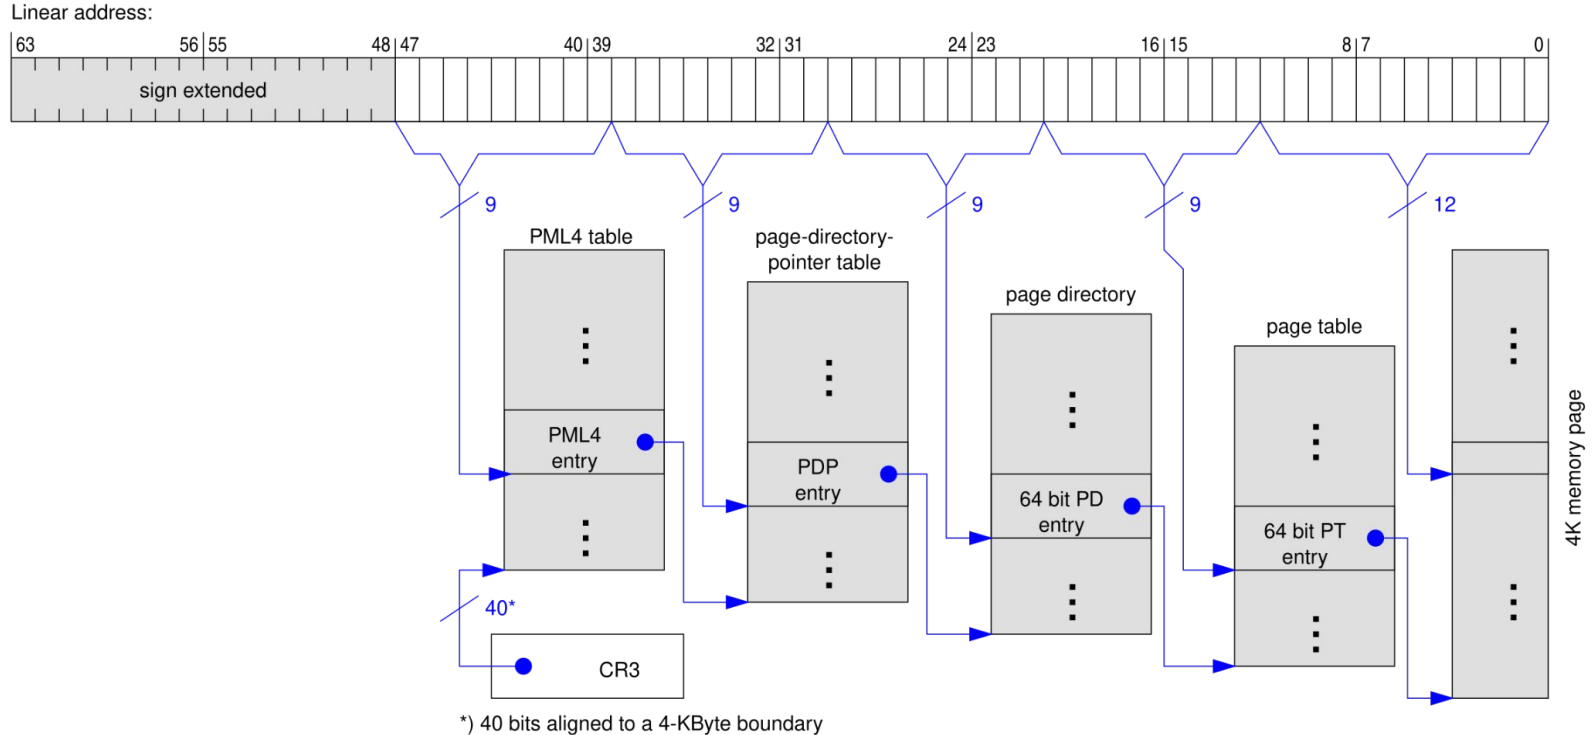 Linear address:
63 56 55 48 47 40 39 32 31 24 23 16 15 8 7 0
sign extended
9 9 9 9 12
PML4 table
page-directory-
pointer table
page directory
page table
PML4
entry
PDP
entry
64 bit PD
entry
64 bit PT
entry
4K memory page
40*
CR3
*) 40 bits aligned to a 4-KByte boundary